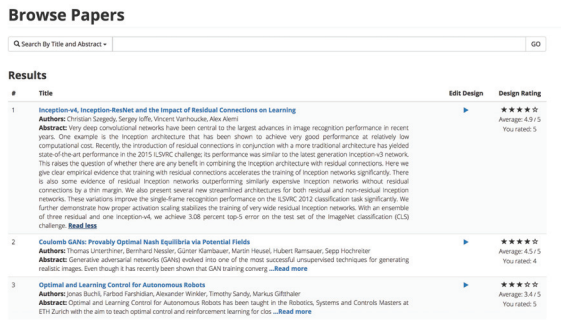 Browse Papers
Search By Title and Abstract
GO
Results
# Title Edit Design Design Rating
1 Inception-v4, Inception-ResNet and the Impact of Residual Connections on Learning ★★★★☆
Authors: Christian Szegedy, Sergey Ioffe, Vincent Vanhoucke, Alex Alemi Average: 4.9 / 5
Abstract: Very deep convolutional networks have been central to the largest advances in image recognition performance in recent You rated: 5
years. One example is the Inception architecture that has been shown to achieve very good performance at relatively low
computational cost. Recently, the introduction of residual connections in conjunction with a more traditional architecture has yielded
state-of-the-art performance in the 2015 ILSVRC challenge; its performance was similar to the latest generation Inception-v3 network.
This raises the question of whether there are any benefit in combining the Inception architecture with residual connections. Here we
give clear empirical evidence that training with residual connections accelerates the training of Inception networks significantly. There
is also some evidence of residual Inception networks outperforming similarly expensive Inception networks without residual
connections by a thin margin. We also present several new streamlined architectures for both residual and non-residual Inception
networks. These variations improve the single-frame recognition performance on the ILSVRC 2012 classification task significantly. We
further demonstrate how proper activation scaling stabilizes the training of very wide residual Inception networks. With an ensemble
of three residual and one Inception-v4, we achieve 3.08 percent top-5 error on the test set of the ImageNet classification (CLS)
challenge. Read less
2 Coulomb GANs: Provably Optimal Nash Equilibria via Potential Fields ★★★★☆
Authors: Thomas Unterthiner, Bernhard Nessler, Günter Klambauer, Martin Heusel, Hubert Ramsauer, Sepp Hochreiter Average: 4.5 / 5
Abstract: Generative adversarial networks (GANs) evolved into one of the most successful unsupervised techniques for generating You rated: 4
realistic images. Even though it has recently been shown that GAN training converg ...Read more
3 Optimal and Learning Control for Autonomous Robots ★★★☆☆
Authors: Jonas Buchli, Farbod Farshidian, Alexander Winkler, Timothy Sandy, Markus Giftthaler Average: 3.4 / 5
Abstract: Optimal and Learning Control for Autonomous Robots has been taught in the Robotics, Systems and Controls Masters at You rated: 5
ETH Zurich with the aim to teach optimal control and reinforcement learning for clos ...Read more